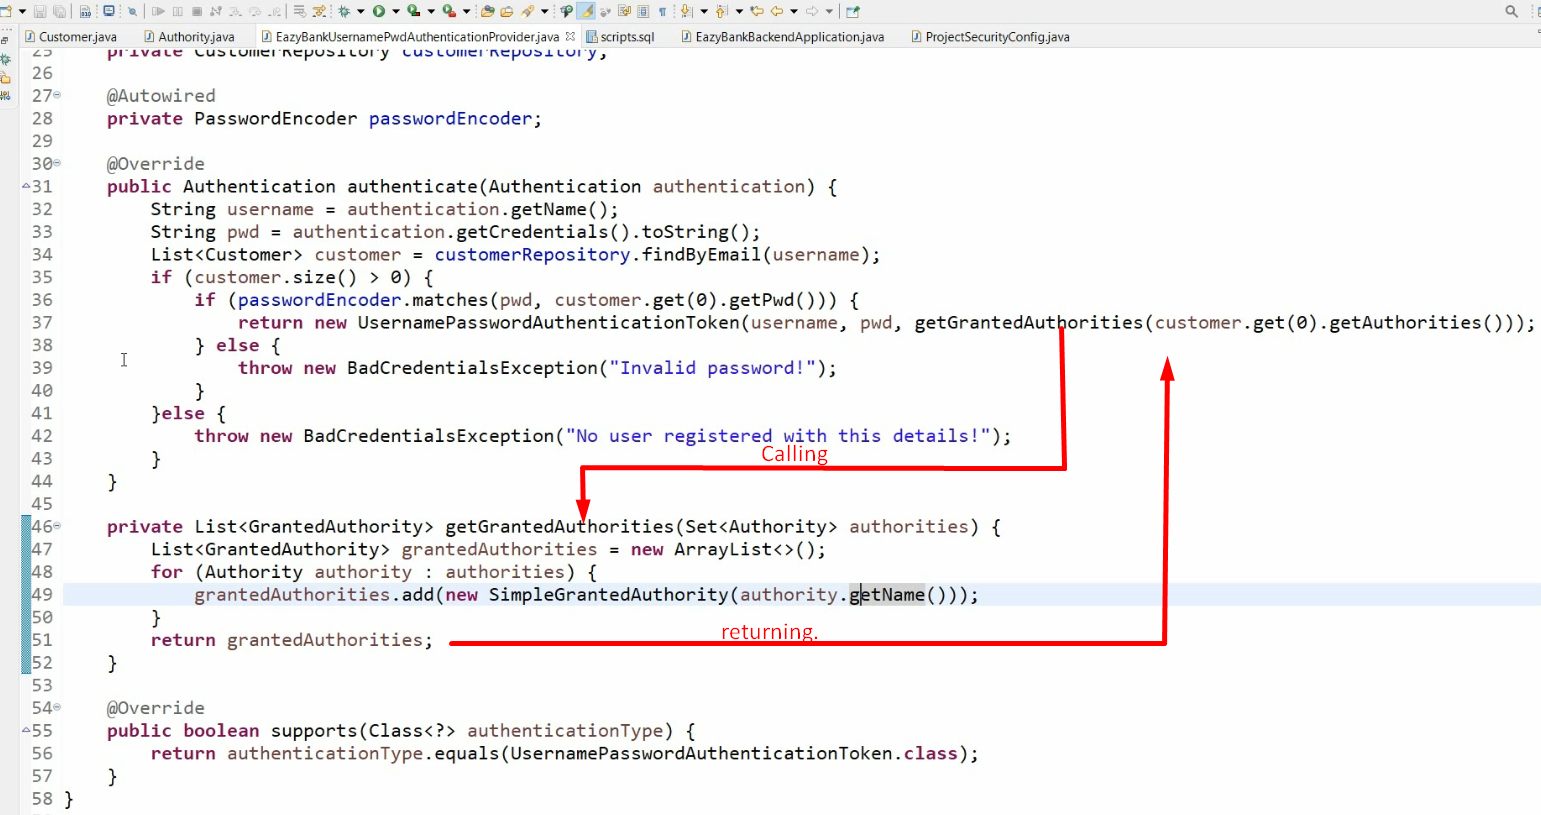 Customer.java Authority.java EazyBankUsernamePwdAuthenticationProvider.java scripts.sql EazyBankBackendApplication.java ProjectSecurityConfig.java
25 private CustomerRepository customerRepository;
26
27 @Autowired
28 private PasswordEncoder passwordEncoder;
29
30 @Override
31 public Authentication authenticate(Authentication authentication) {
32 String username = authentication.getName();
33 String pwd = authentication.getCredentials().toString();
34 List<Customer> customer = customerRepository.findByEmail(username);
35 if (customer.size() > 0) {
36 if (passwordEncoder.matches(pwd, customer.get(0).getPwd())) {
37 return new UsernamePasswordAuthenticationToken(username, pwd, getGrantedAuthorities(customer.get(0).getAuthorities()));
38 } else {
39 throw new BadCredentialsException("Invalid password!");
40 }
41 }else {
42 throw new BadCredentialsException("No user registered with this details!");
Calling
43 }
44 }
45
46 private List<GrantedAuthority> getGrantedAuthorities(Set<Authority> authorities) {
47 List<GrantedAuthority> grantedAuthorities = new ArrayList<>();
48 for (Authority authority : authorities) {
49 grantedAuthorities.add(new SimpleGrantedAuthority(authority.getName()));
50 }
returning.
51 return grantedAuthorities;
52 }
53
54 @Override
55 public boolean supports(Class<?> authenticationType) {
56 return authenticationType.equals(UsernamePasswordAuthenticationToken.class);
57 }
58 }